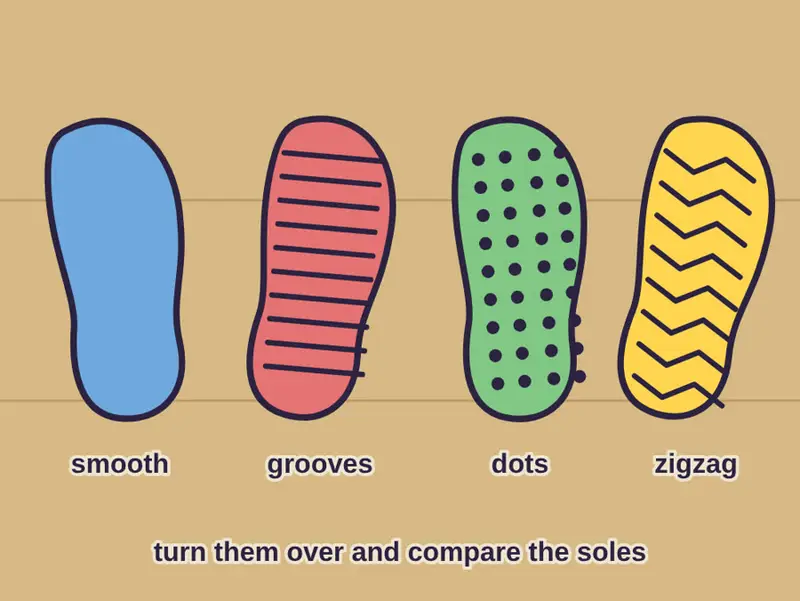 smooth
grooves
dots
zigzag
turn them over and compare the soles